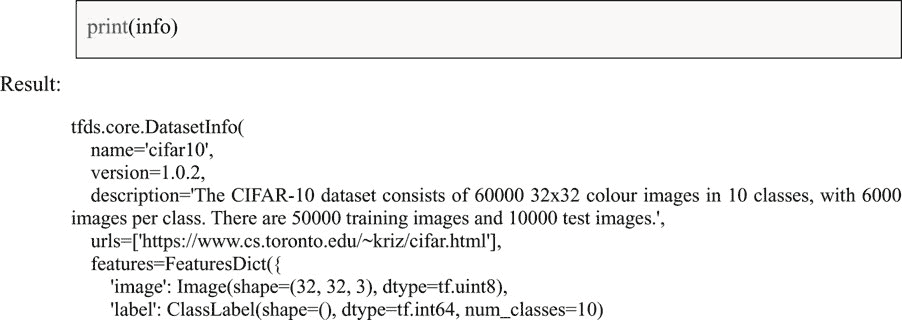 print(info)
Result:
tfds.core.DatasetInfo(
name='cifar10',
version=1.0.2,
description='The CIFAR-10 dataset consists of 60000 32x32 colour images in 10 classes, with 6000
images per class. There are 50000 training images and 10000 test images.',
urls=['https://www.cs.toronto.edu/~kriz/cifar.html'],
features=FeaturesDict({
'image': Image(shape=(32, 32, 3), dtype=tf.uint8),
'label': ClassLabel(shape=(), dtype=tf.int64, num_classes=10)